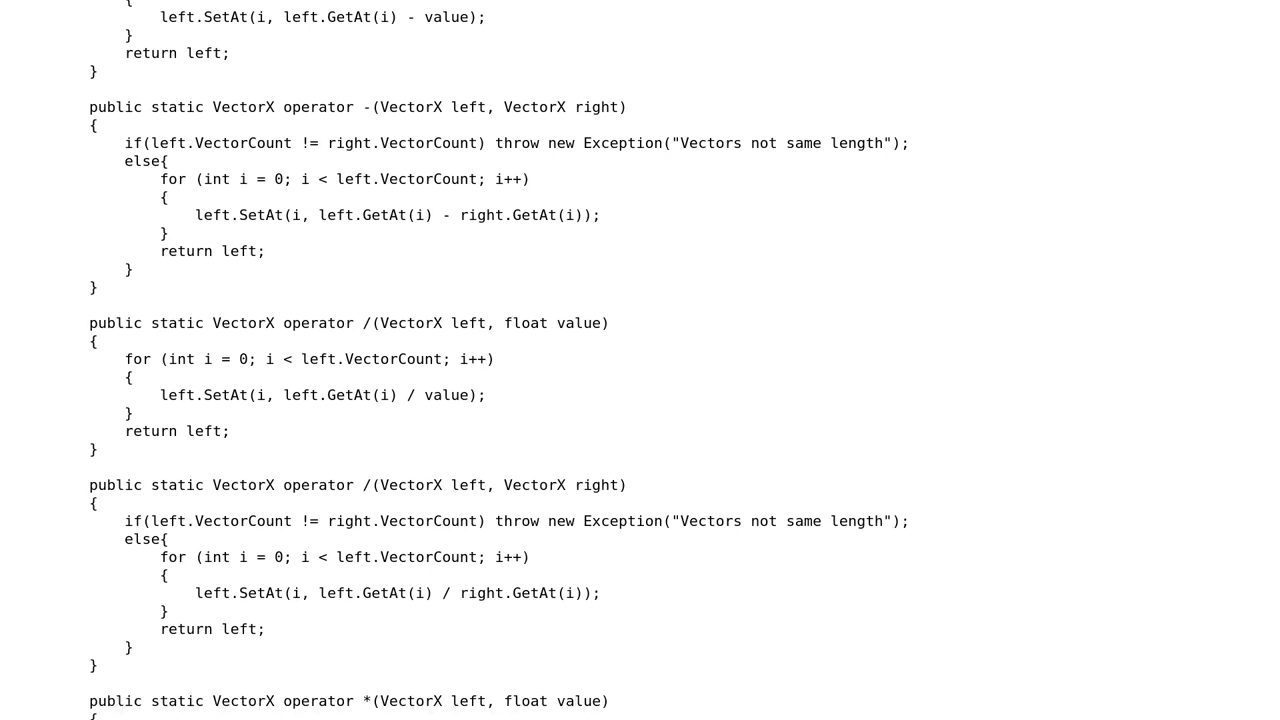 {
left.SetAt(i, left.GetAt(i) - value);
}
return left;
}
public static VectorX operator -(VectorX left, VectorX right)
{
if(left.VectorCount != right.VectorCount) throw new Exception("Vectors not same length");
else{
for (int i = 0; i < left.VectorCount; i++)
{
left.SetAt(i, left.GetAt(i) - right.GetAt(i));
}
return left;
}
}
public static VectorX operator /(VectorX left, float value)
{
for (int i = 0; i < left.VectorCount; i++)
{
left.SetAt(i, left.GetAt(i) / value);
}
return left;
}
public static VectorX operator /(VectorX left, VectorX right)
{
if(left.VectorCount != right.VectorCount) throw new Exception("Vectors not same length");
else{
for (int i = 0; i < left.VectorCount; i++)
{
left.SetAt(i, left.GetAt(i) / right.GetAt(i));
}
return left;
}
}
public static VectorX operator *(VectorX left, float value)
{